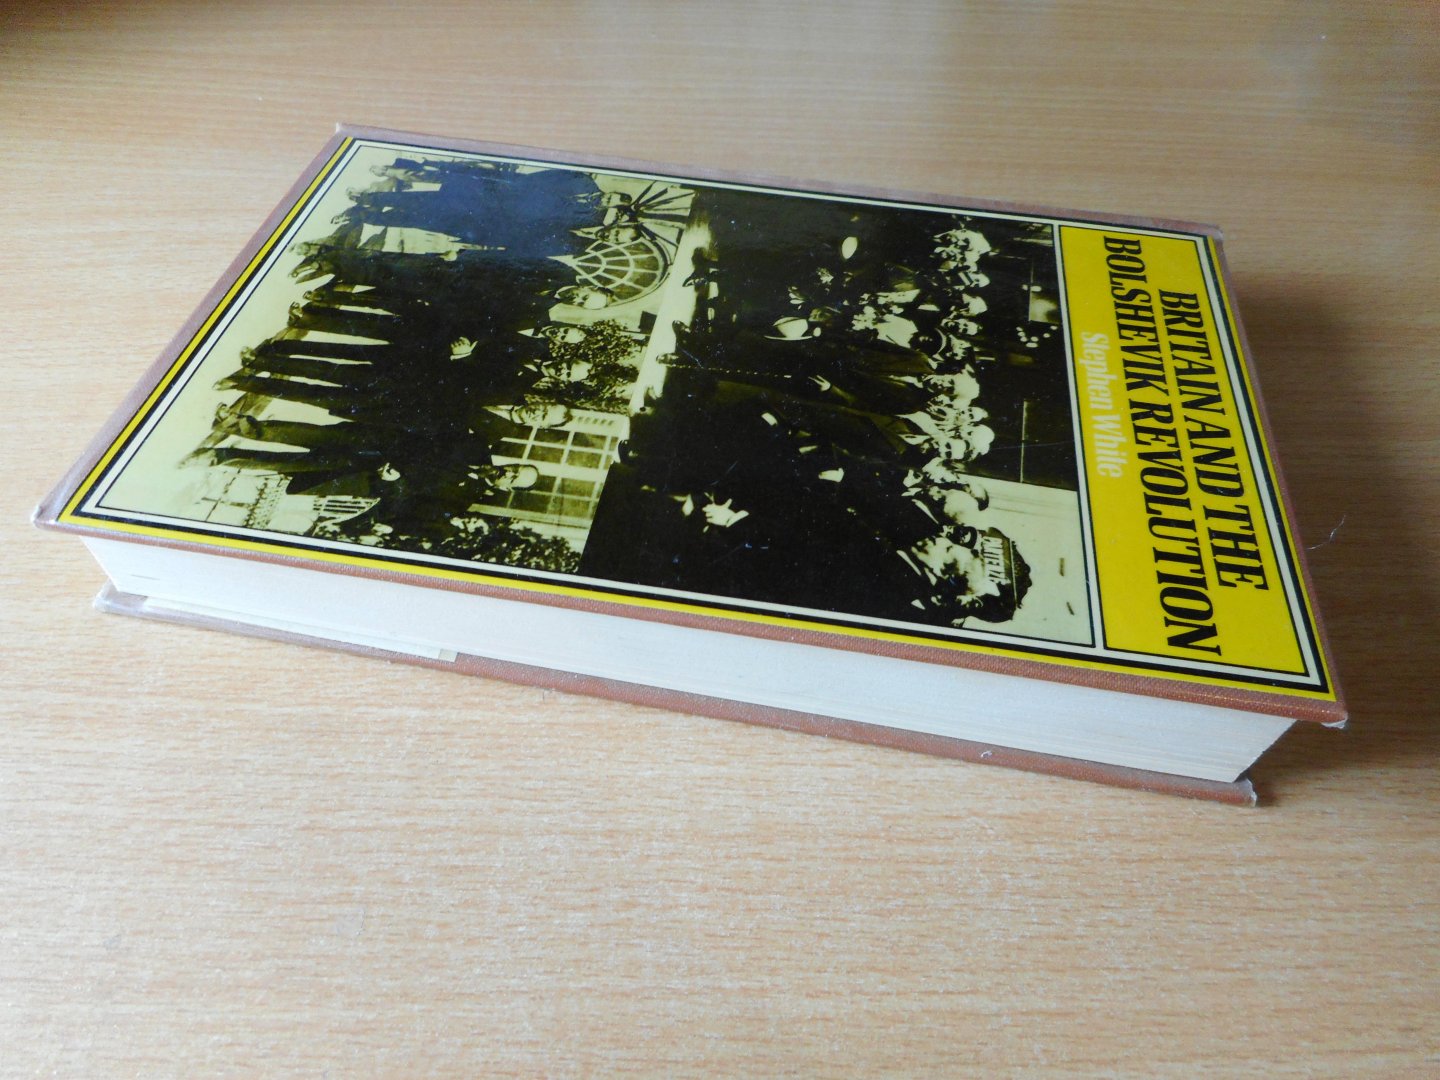 BRITAIN AND THE
BOLSHEVIK REVOLUTION
Stephen White